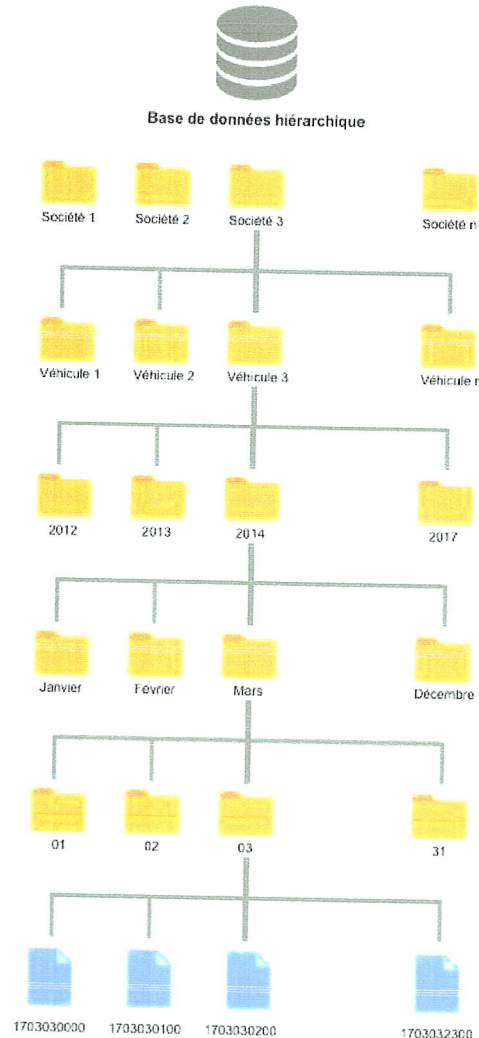 Base de données hiérarchique
Société 1 Société 2 Société 3 Société n
Véhicule 1 Véhicule 2 Véhicule 3 Véhicule n
2012 2013 2014 2017
Janvier Février Mars Décembre
01 02 03 31
1703030000 1703030100 1703030200 1703032300